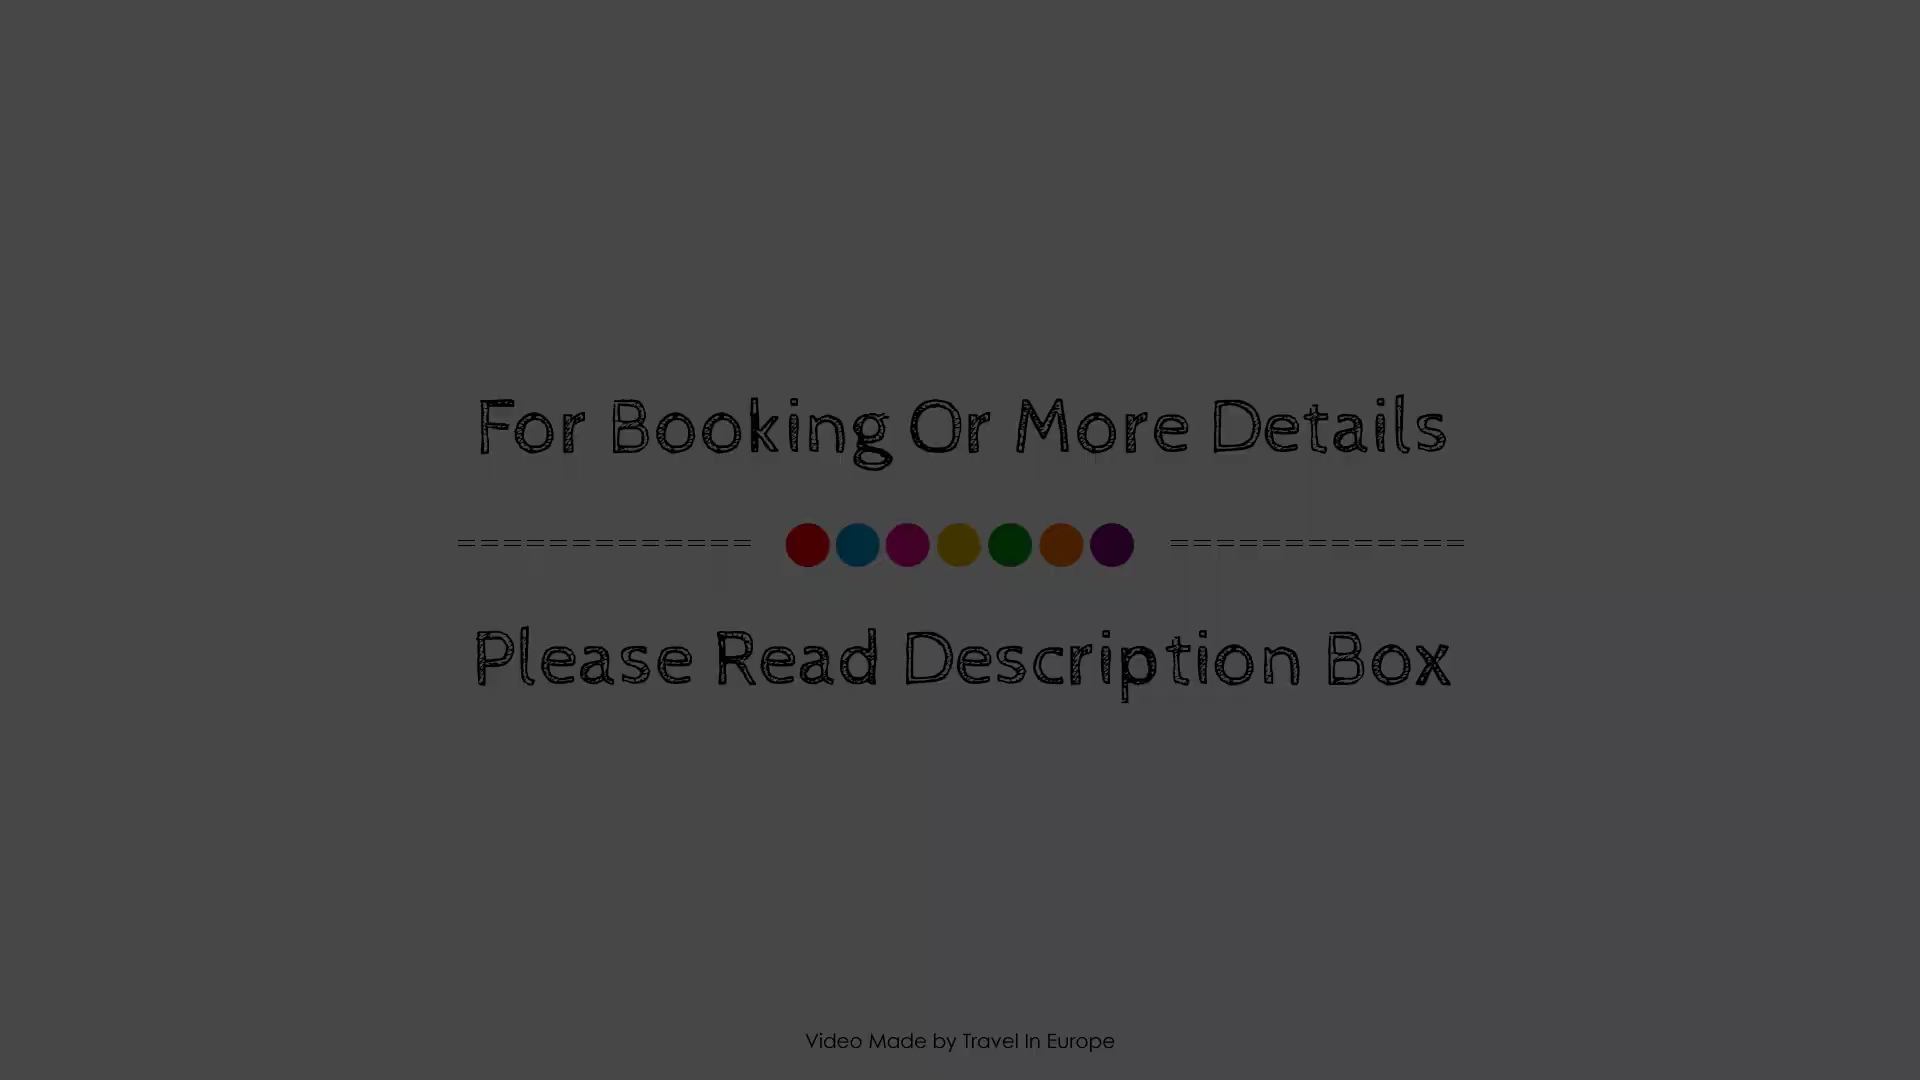 For Booking Or More Details
============= =============
Please Read Description Box
Video Made by Travel In Europe